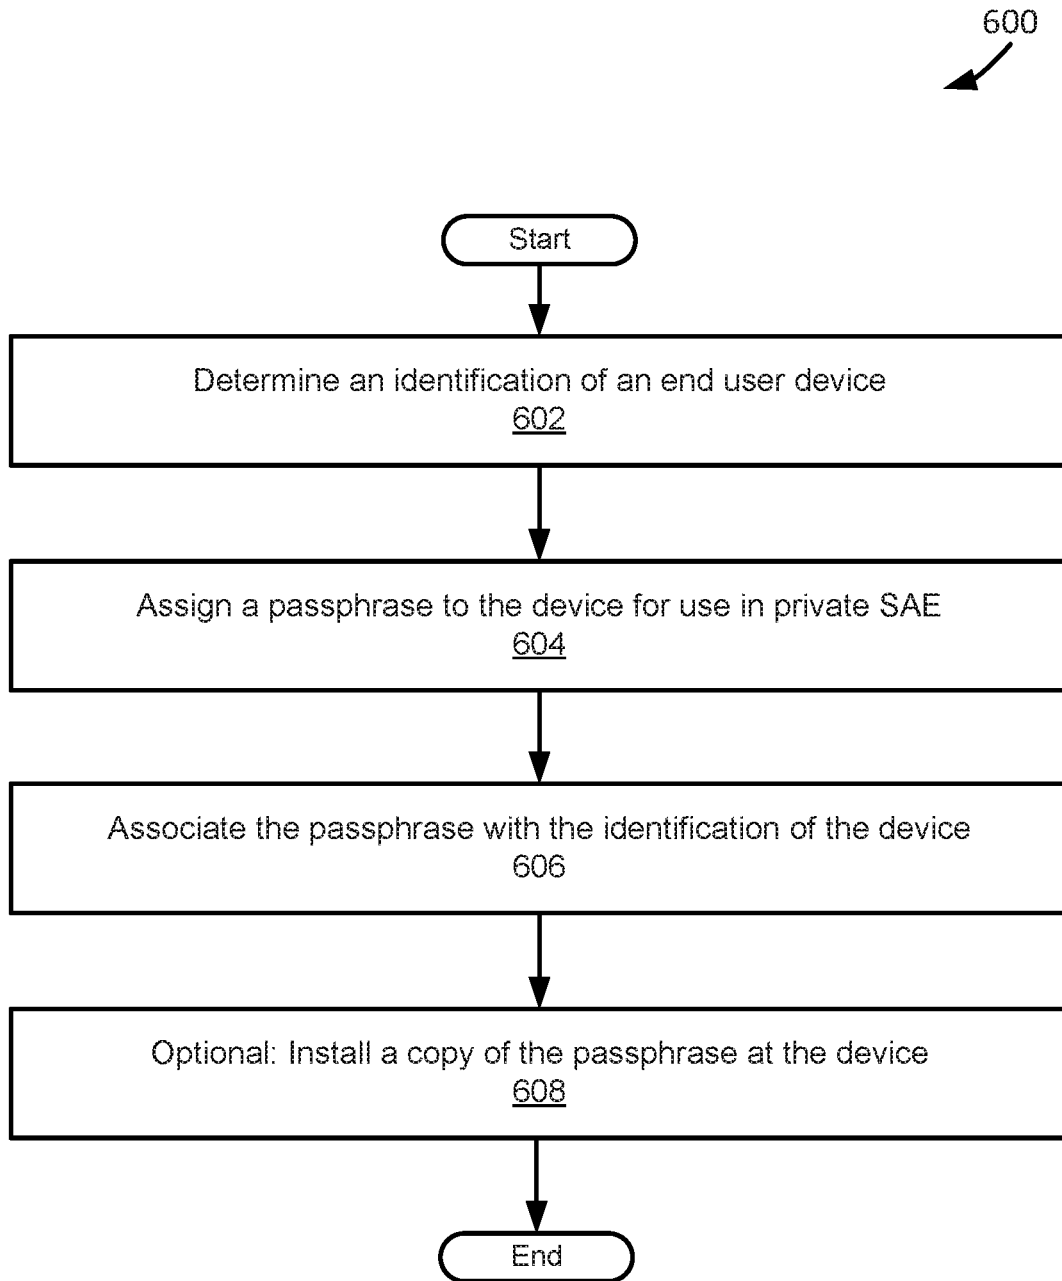 600
Start
Determine an identification of an end user device
602
Assign a passphrase to the device for use in private SAE
604
Associate the passphrase with the identification of the device
606
Optional: Install a copy of the passphrase at the device
608
End